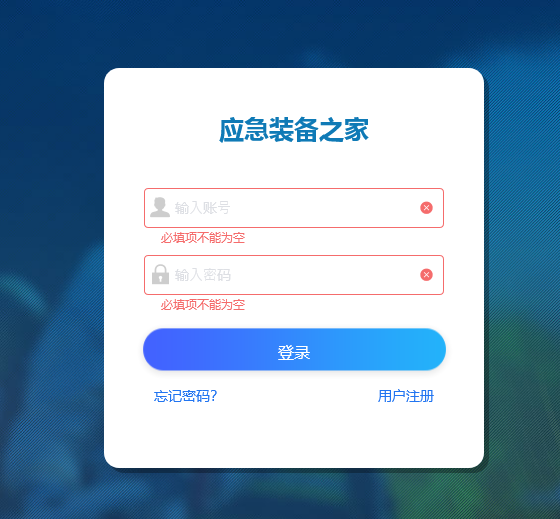 应急装备之家
输入账号
必填项不能为空
输入密码
必填项不能为空
登录
忘记密码?
用户注册